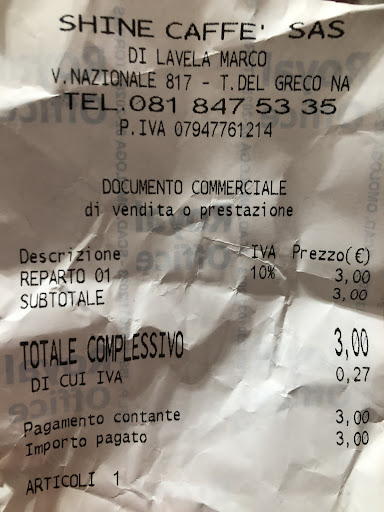 SHINE CAFFE' SAS
DI LAVELA MARCO
V.NAZIONALE 817 - T.DEL GRECO NA
TEL.081 847 53 35
P.IVA 07947761214
DOCUMENTO COMMERCIALE
di vendita o prestazione
Descrizione IVA Prezzo(€)
REPARTO 01 10% 3,00
SUBTOTALE 3,00
TOTALE COMPLESSIVO 3,00
DI CUI IVA 0,27
Pagamento contante 3,00
Importo pagato 3,00
ARTICOLI 1